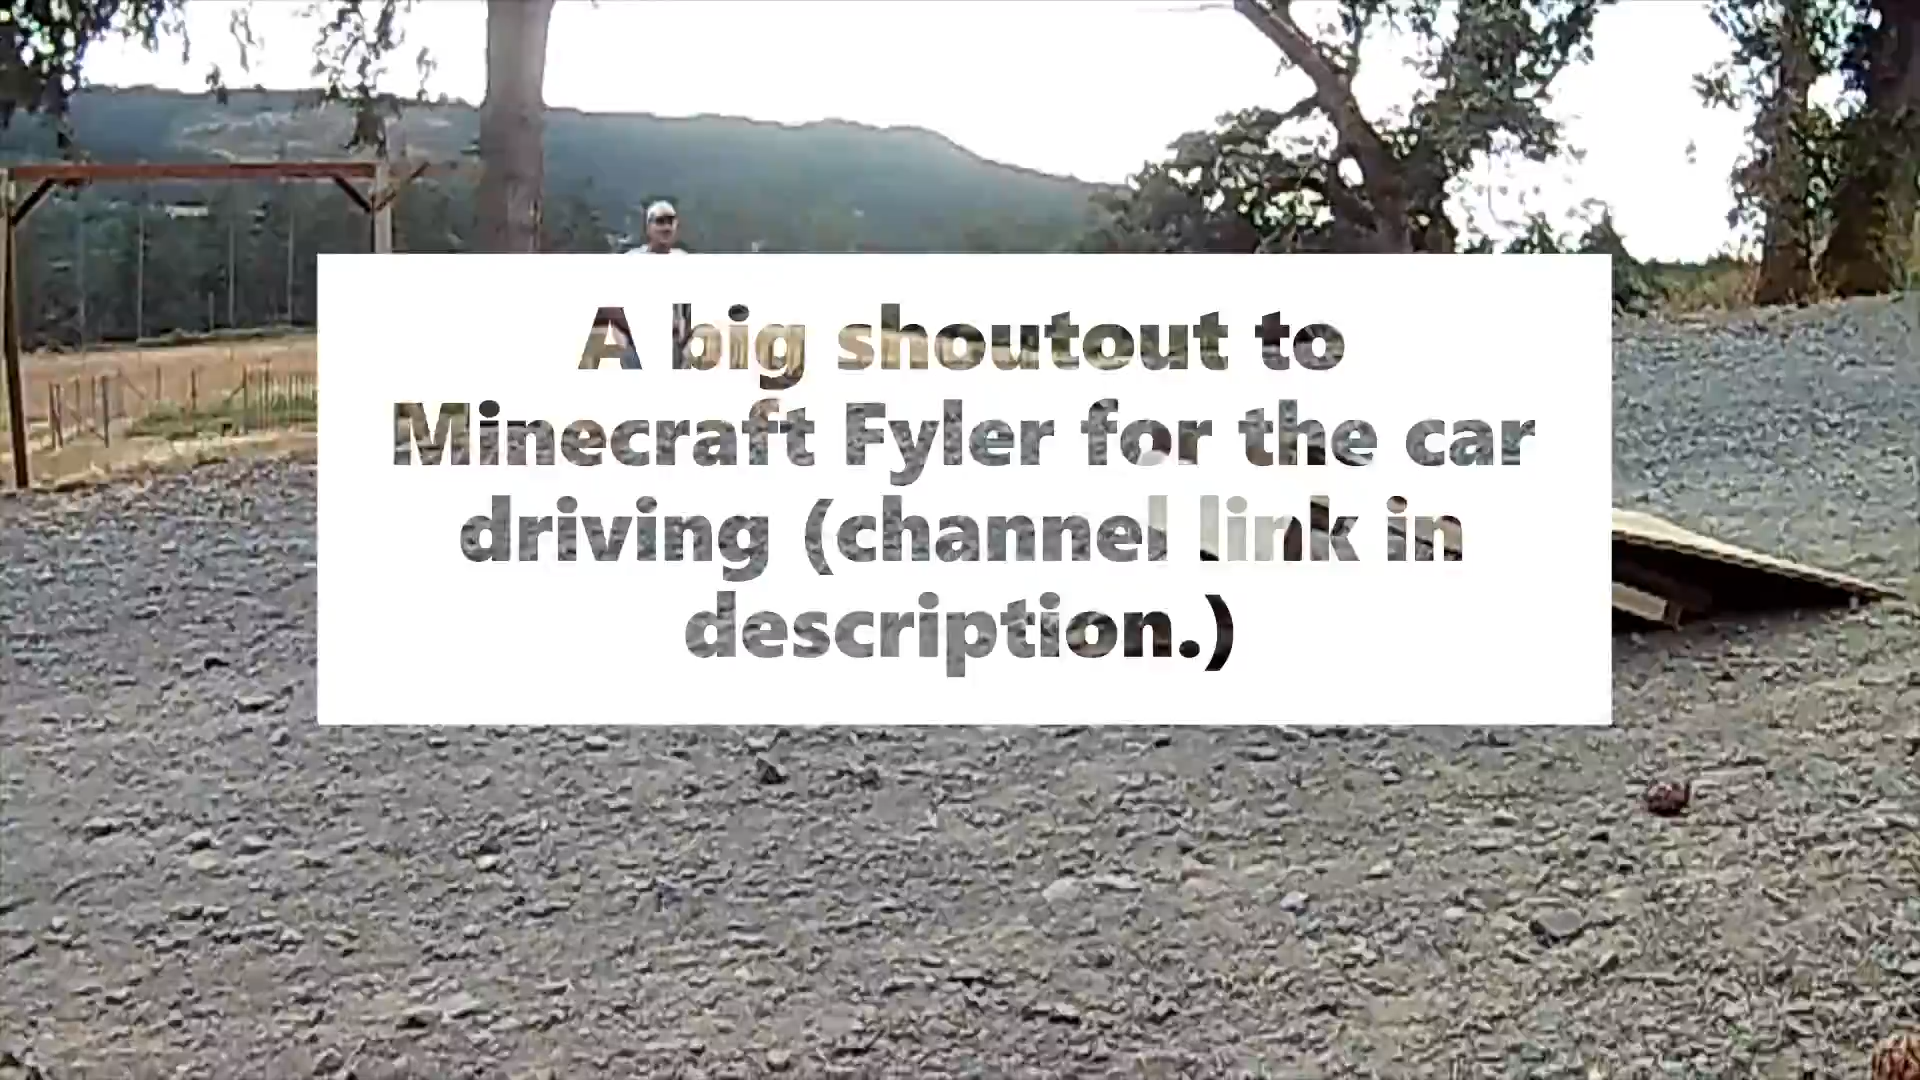 A big shoutout to
Minecraft Fyler for the car
driving (channel link in
description.)